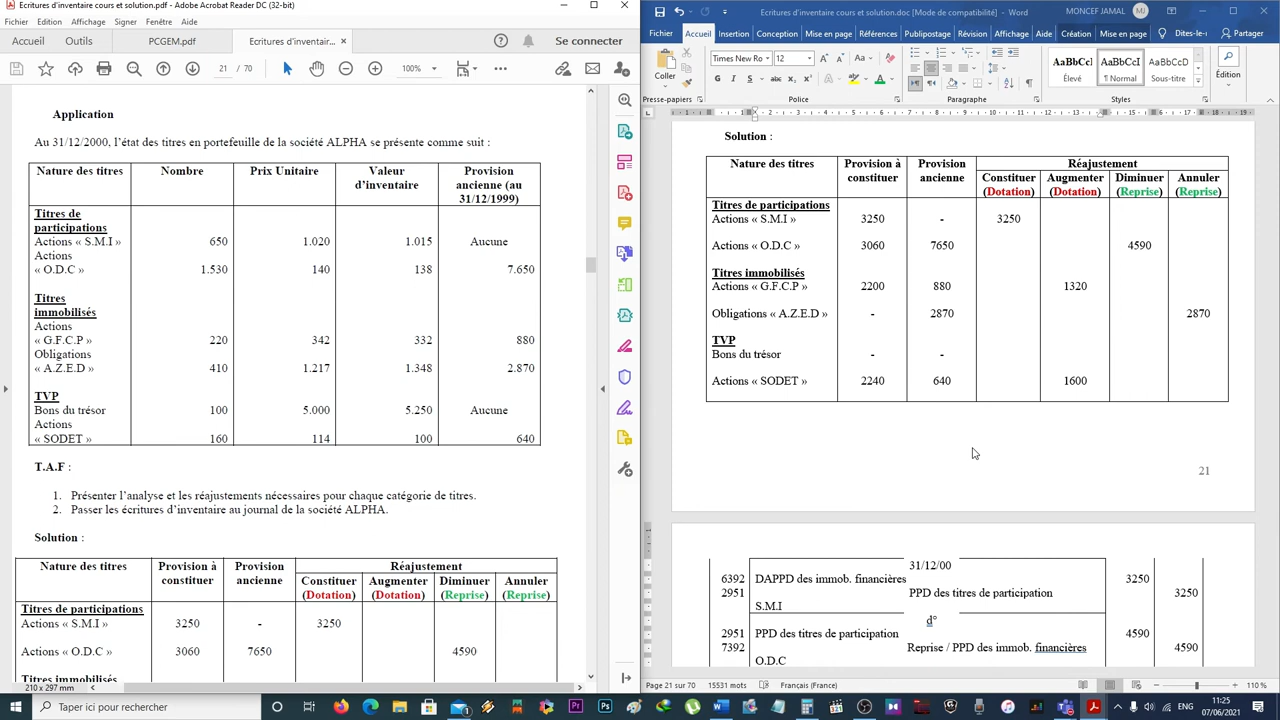 Ecritures d'inventaire cours et solution.pdf - Adobe Acrobat Reader DC (32-bit)
Fichier Edition Affichage Signer Fenêtre Aide
Accueil Outils PCGEM.pdf Ecritures d'inventair... × Se connecter
/ 70 100%
Application
Au 31/12/2000, l'état des titres en portefeuille de la société ALPHA se présente comme suit :
Nature des titres Nombre Prix Unitaire Valeur d'inventaire Provision ancienne (au 31/12/1999)
Titres de participations
Actions « S.M.I » 650 1.020 1.015 Aucune
Actions
« O.D.C » 1.530 140 138 7.650
Titres immobilisés
Actions
« G.F.C.P » 220 342 332 880
Obligations
« A.Z.E.D » 410 1.217 1.348 2.870
TVP
Bons du trésor 100 5.000 5.250 Aucune
Actions
« SODET » 160 114 100 640
T.A.F :
1. Présenter l'analyse et les réajustements nécessaires pour chaque catégorie de titres.
2. Passer les écritures d'inventaire au journal de la société ALPHA.
Solution :
Nature des titres Provision à constituer Provision ancienne Réajustement
Constituer (Dotation) Augmenter (Dotation) Diminuer (Reprise) Annuler (Reprise)
Titres de participations
Actions « S.M.I » 3250 - 3250
Actions « O.D.C » 3060 7650 4590
Titres immobilisés
210 x 297 mm
Ecritures d'inventaire cours et solution.doc [Mode de compatibilité] - Word MONCEF JAMAL MJ
Fichier Accueil Insertion Conception Mise en page Références Publipostage Révision Affichage Aide Création Mise en page Dites-le-i Partager
Coller Times New Ro 12 AaBbCc AaBbCcI AaBbCcD Édition
G I S Élevé ¶ Normal Sous-titre
Presse-papiers Police Paragraphe Styles
Solution :
Nature des titres Provision à constituer Provision ancienne Réajustement
Constituer (Dotation) Augmenter (Dotation) Diminuer (Reprise) Annuler (Reprise)
Titres de participations
Actions « S.M.I » 3250 - 3250
Actions « O.D.C » 3060 7650 4590
Titres immobilisés
Actions « G.F.C.P » 2200 880 1320
Obligations « A.Z.E.D » - 2870 2870
TVP
Bons du trésor - -
Actions « SODET » 2240 640 1600
21
31/12/00
6392 DAPPD des immob. financières 3250
2951 PPD des titres de participation 3250
S.M.I
d°
2951 PPD des titres de participation 4590
7392 Reprise / PPD des immob. financières 4590
O.D.C
Page 21 sur 70 15531 mots Français (France) 110 %
Taper ici pour rechercher
ENG 11:25
07/06/2021